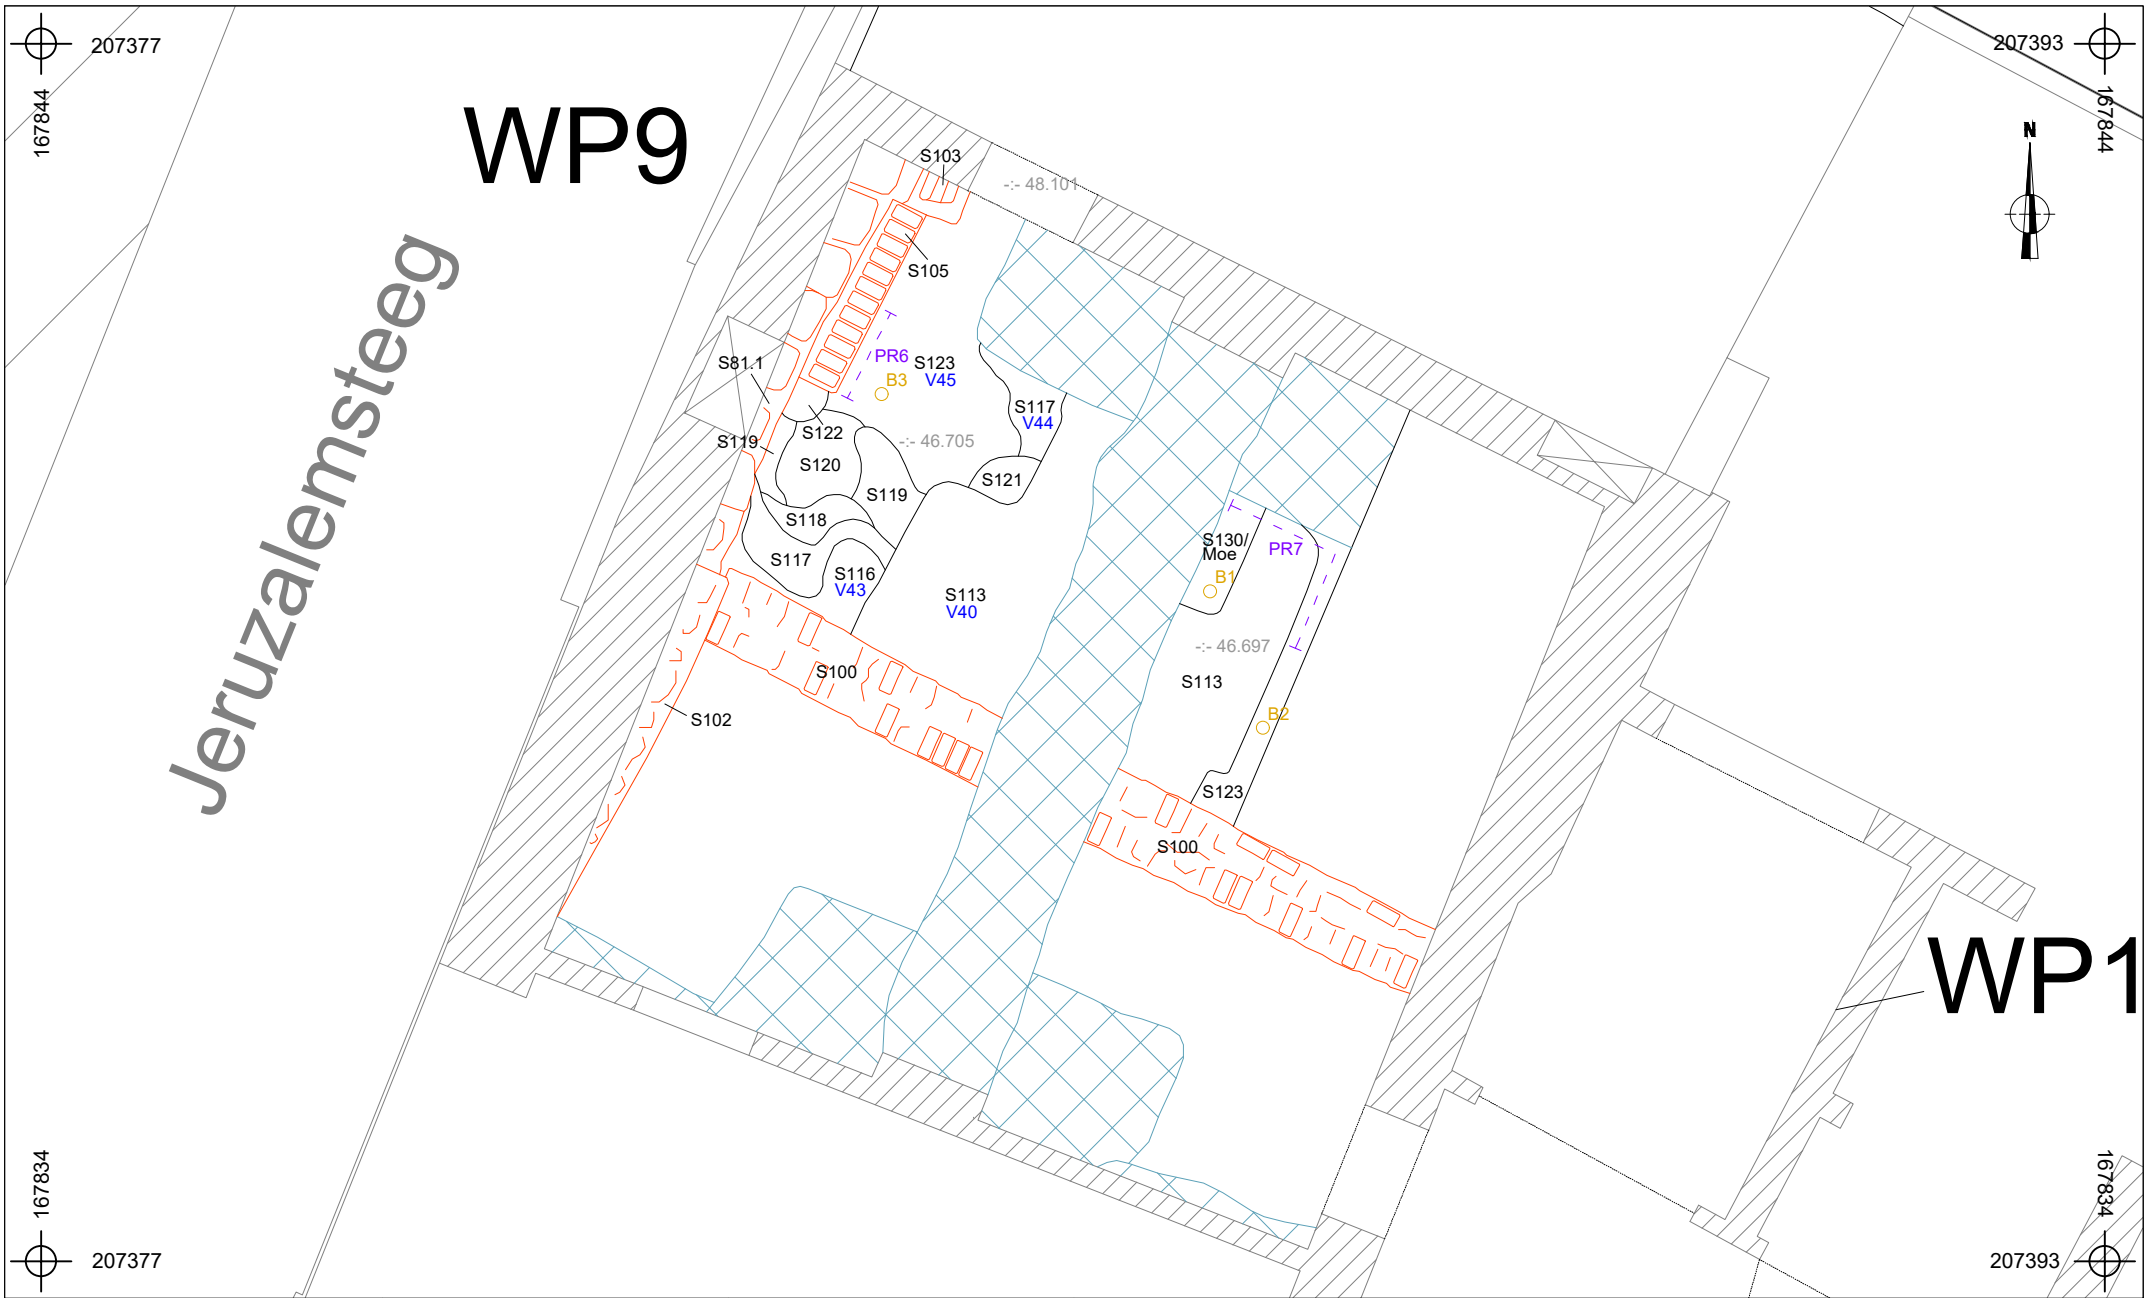 207377
207393
167844
167844
WP9
N
S103
-:- 48.101
S105
Jeruzalemsteeg
PR6
S123
S81.1
B3
V45
S117
V44
S122
S119
-:- 46.705
S120
S121
S119
S118
S130/
Moe
PR7
S117
S116
V43
B1
S113
V40
-:- 46.697
S100
S113
S102
B2
S123
S100
WP1
167834
167834
207377
207393